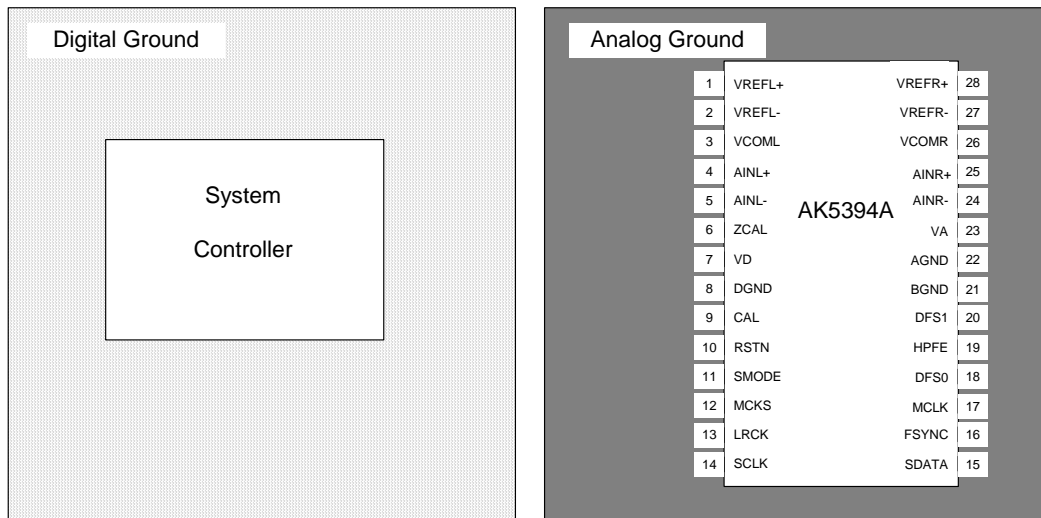 Digital Ground
System
Controller
Analog Ground
AK5394A
1 VREFL+ VREFR+ 28
2 VREFL- VREFR- 27
3 VCOML VCOMR 26
4 AINL+ AINR+ 25
5 AINL- AINR- 24
6 ZCAL VA 23
7 VD AGND 22
8 DGND BGND 21
9 CAL DFS1 20
10 RSTN HPFE 19
11 SMODE DFS0 18
12 MCKS MCLK 17
13 LRCK FSYNC 16
14 SCLK SDATA 15